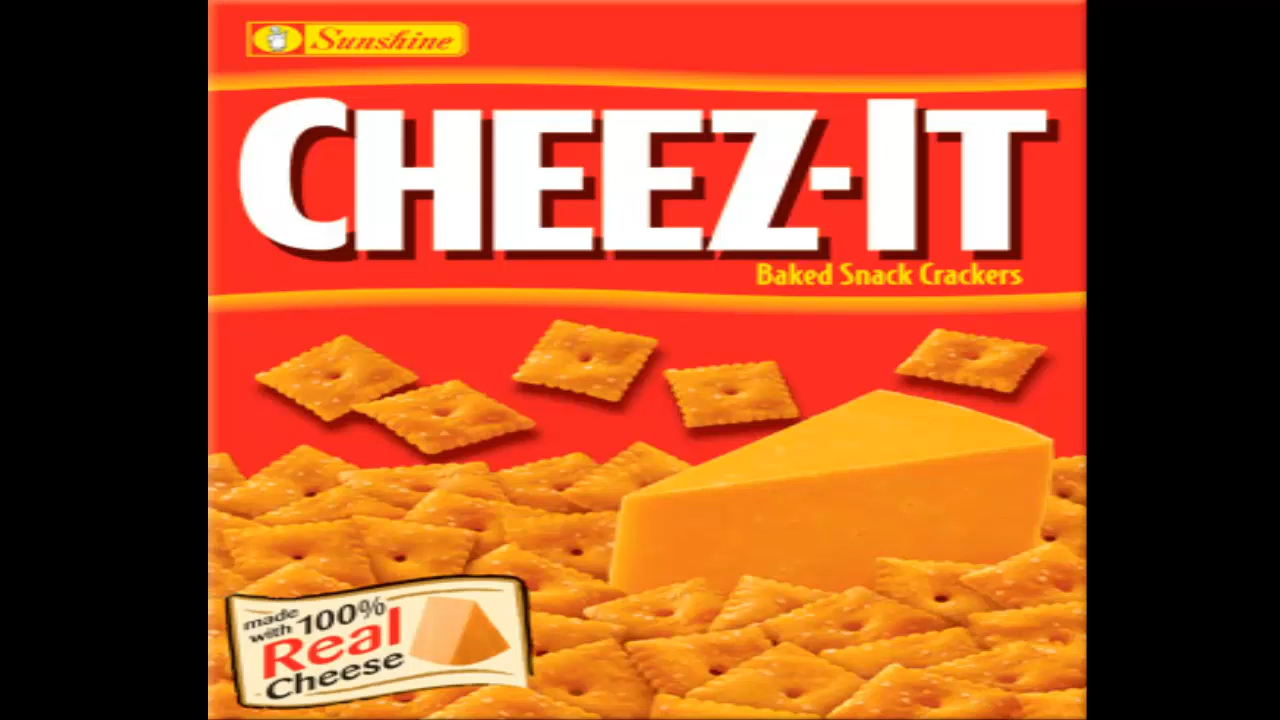 Sunshine
CHEEZ-IT
Baked Snack Crackers
made
with 100%
Real
Cheese